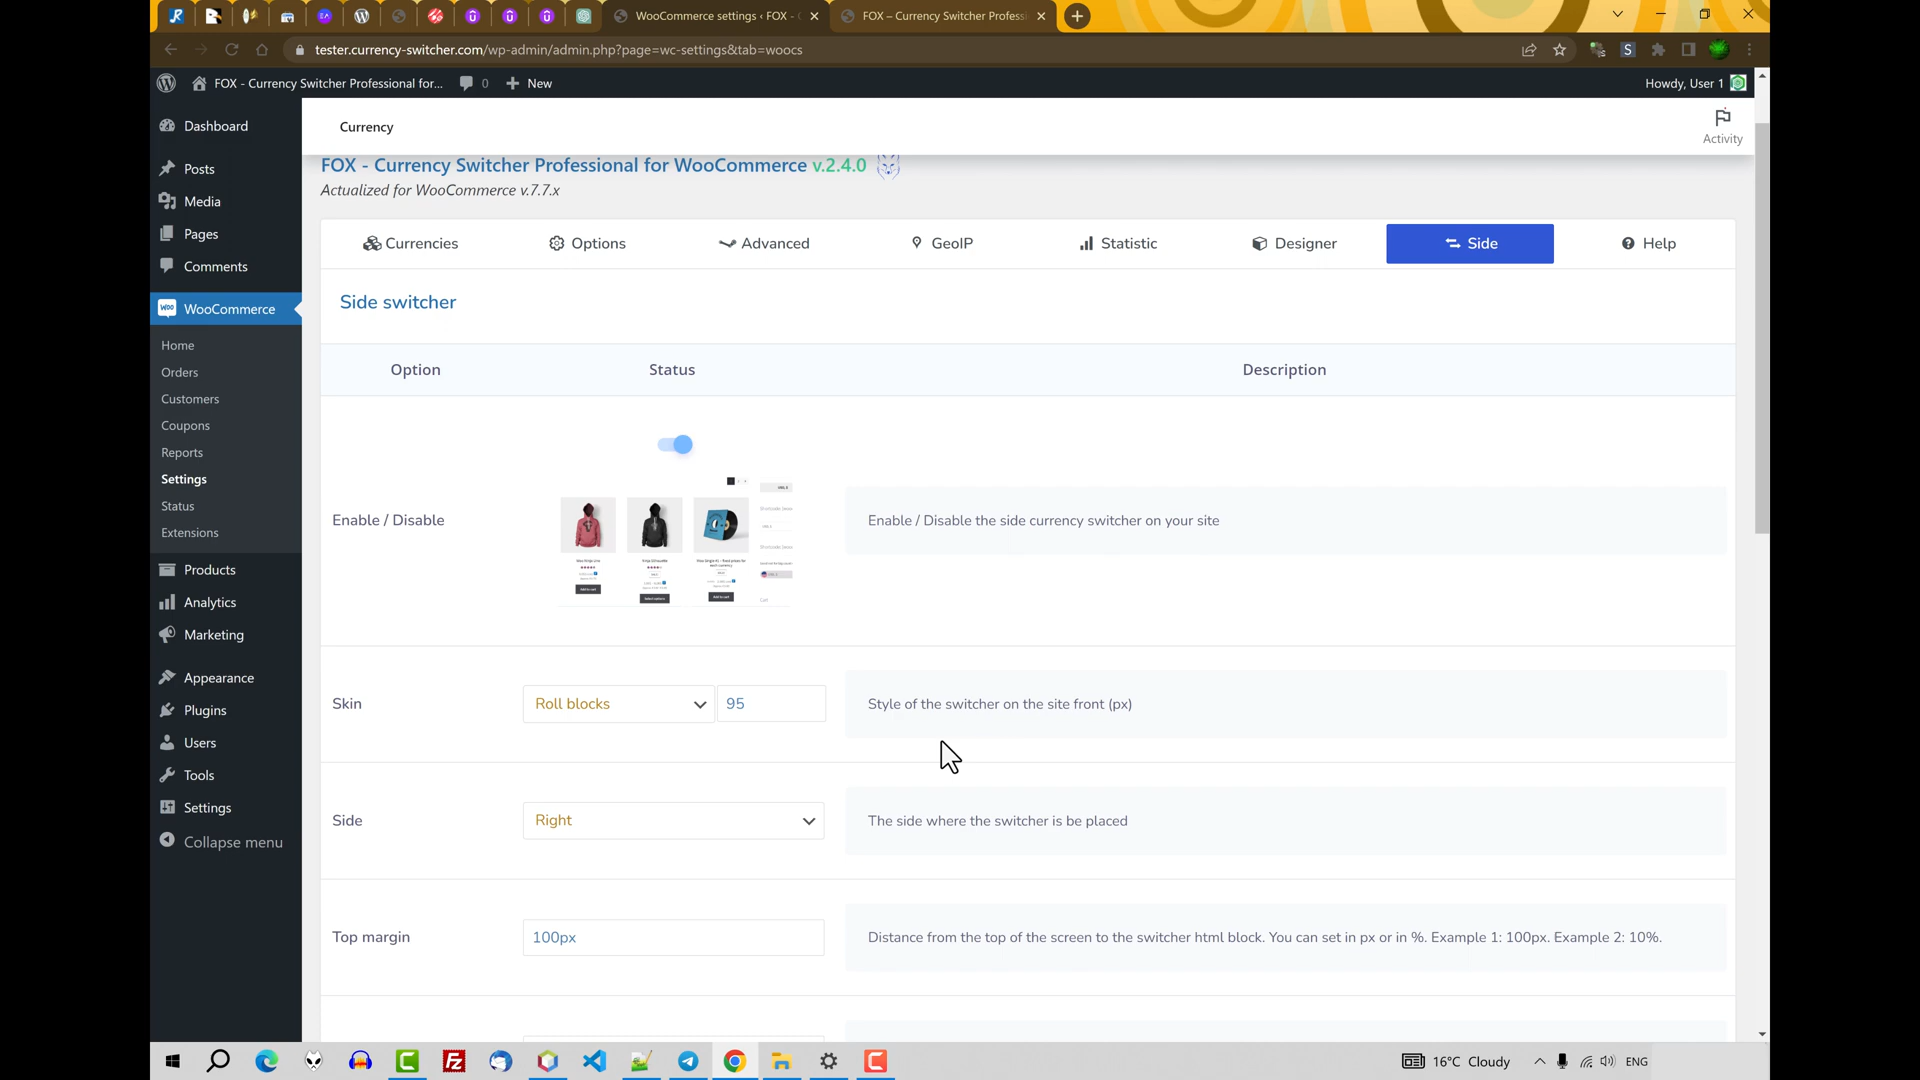 WooCommerce settings ‹ FOX -
FOX – Currency Switcher Profess
tester.currency-switcher.com/wp-admin/admin.php?page=wc-settings&tab=woocs
FOX - Currency Switcher Professional for...
0
New
Howdy, User 1
Dashboard
Posts
Media
Pages
Comments
WooCommerce
Home
Orders
Customers
Coupons
Reports
Settings
Status
Extensions
Products
Analytics
Marketing
Appearance
Plugins
Users
Tools
Settings
Collapse menu
Currency
Activity
FOX - Currency Switcher Professional for WooCommerce v.2.4.0
Actualized for WooCommerce v.7.7.x
Currencies
Options
Advanced
GeoIP
Statistic
Designer
Side
Help
Side switcher
Option
Status
Description
Enable / Disable
Enable / Disable the side currency switcher on your site
Skin
Roll blocks
95
Style of the switcher on the site front (px)
Side
Right
The side where the switcher is be placed
Top margin
100px
Distance from the top of the screen to the switcher html block. You can set in px or in %. Example 1: 100px. Example 2: 10%.
16°C Cloudy
ENG